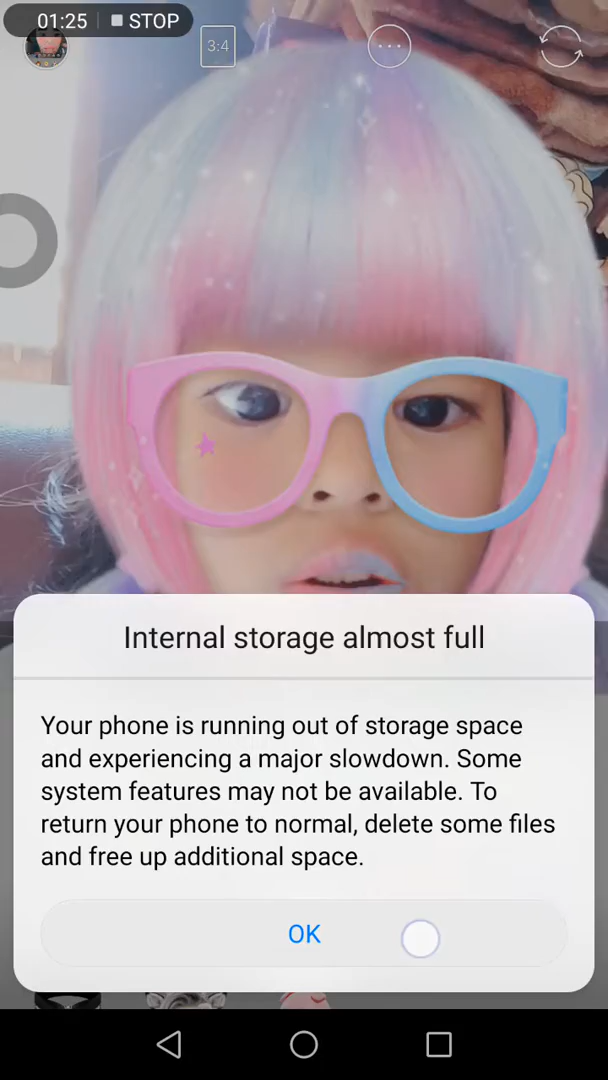 01:25 STOP
3:4
Internal storage almost full
Your phone is running out of storage space
and experiencing a major slowdown. Some
system features may not be available. To
return your phone to normal, delete some files
and free up additional space.
OK